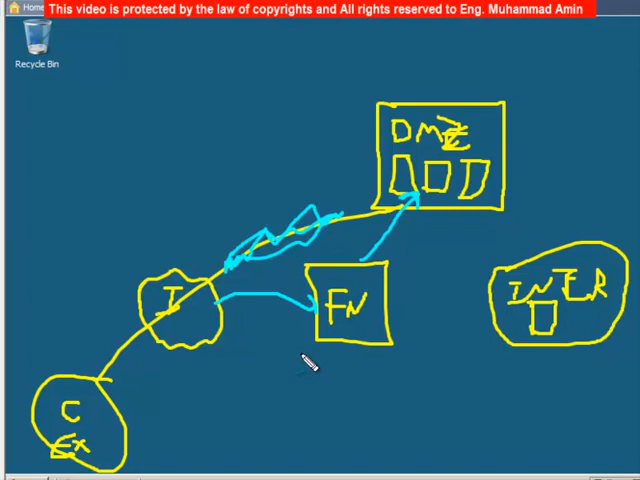 Home
This video is protected by the law of copyrights and All rights reserved to Eng. Muhammad Amin
Recycle Bin
DMZ
I
FW
INTER
C
Ex